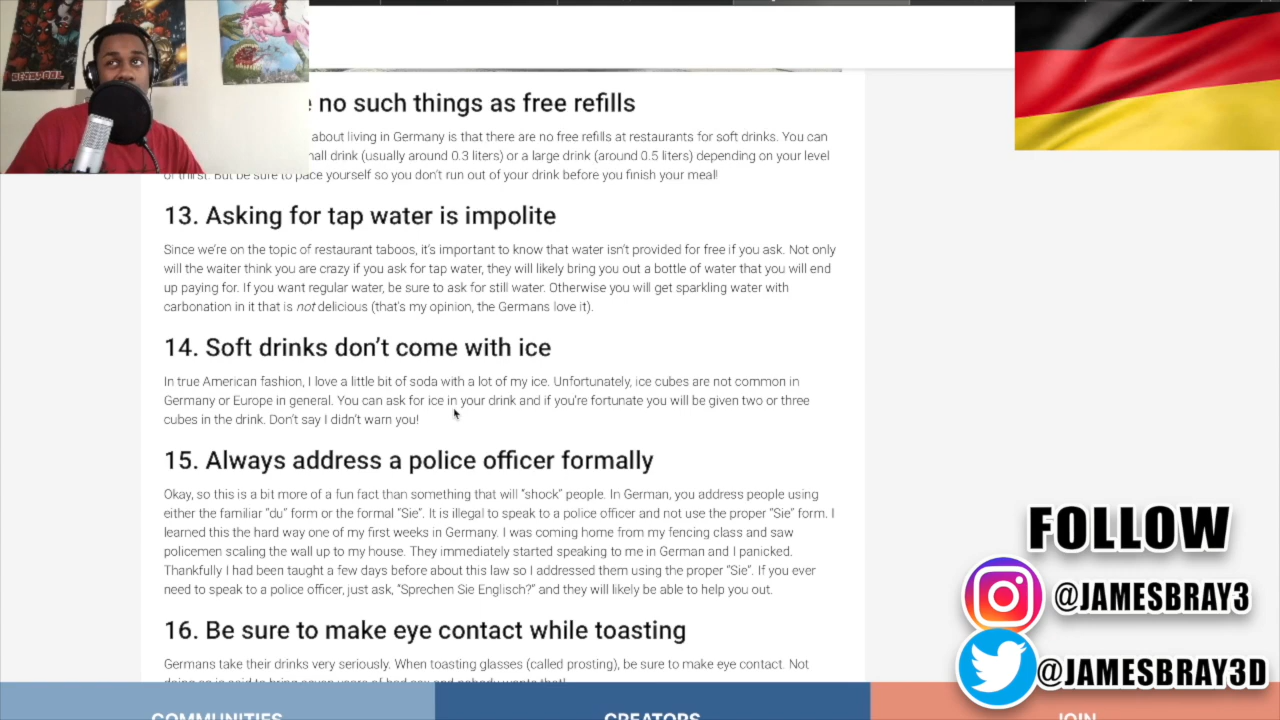 DEADPOOL
e no such things as free refills
about living in Germany is that there are no free refills at restaurants for soft drinks. You can
all drink (usually around 0.3 liters) or a large drink (around 0.5 liters) depending on your level
of thirst. But be sure to pace yourself so you don't run out of your drink before you finish your meal!
13. Asking for tap water is impolite
Since we're on the topic of restaurant taboos, it's important to know that water isn't provided for free if you ask. Not only
will the waiter think you are crazy if you ask for tap water, they will likely bring you out a bottle of water that you will end
up paying for. If you want regular water, be sure to ask for still water. Otherwise you will get sparkling water with
carbonation in it that is not delicious (that's my opinion, the Germans love it).
14. Soft drinks don't come with ice
In true American fashion, I love a little bit of soda with a lot of my ice. Unfortunately, ice cubes are not common in
Germany or Europe in general. You can ask for ice in your drink and if you're fortunate you will be given two or three
cubes in the drink. Don't say I didn't warn you!
15. Always address a police officer formally
Okay, so this is a bit more of a fun fact than something that will "shock" people. In German, you address people using
either the familiar "du" form or the formal "Sie". It is illegal to speak to a police officer and not use the proper "Sie" form. I
learned this the hard way one of my first weeks in Germany. I was coming home from my fencing class and saw
policemen scaling the wall up to my house. They immediately started speaking to me in German and I panicked.
Thankfully I had been taught a few days before about this law so I addressed them using the proper "Sie". If you ever
need to speak to a police officer, just ask, "Sprechen Sie Englisch?" and they will likely be able to help you out.
16. Be sure to make eye contact while toasting
Germans take their drinks very seriously. When toasting glasses (called prosting), be sure to make eye contact. Not
doing so is said to bring seven years of bad sex and nobody wants that!
COMMUNITIES
CREATORS
JOIN
FOLLOW
@JAMESBRAY3
@JAMESBRAY3D